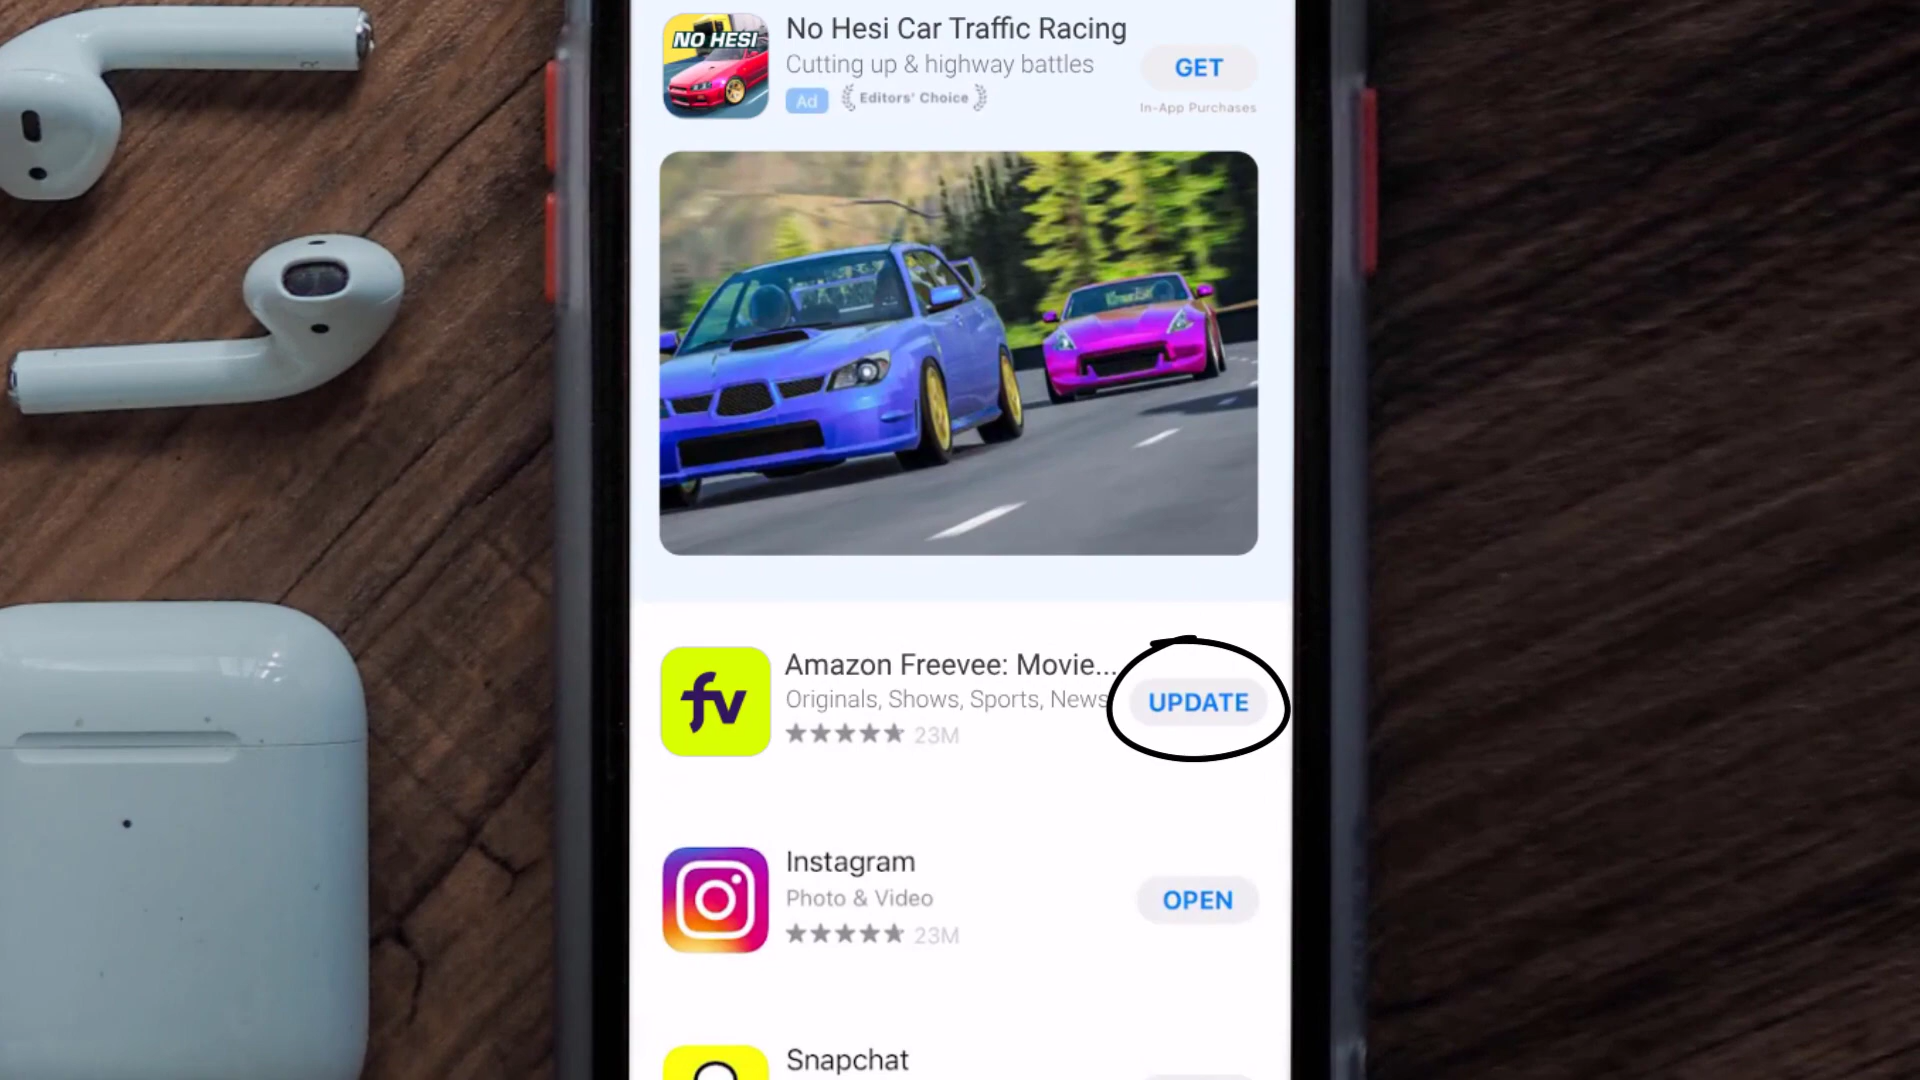 NO HESI
No Hesi Car Traffic Racing
Cutting up & highway battles
Ad
Editors' Choice
GET
In-App Purchases
fv
Amazon Freevee: Movie...
Originals, Shows, Sports, News
23M
UPDATE
Instagram
Photo & Video
23M
OPEN
Snapchat